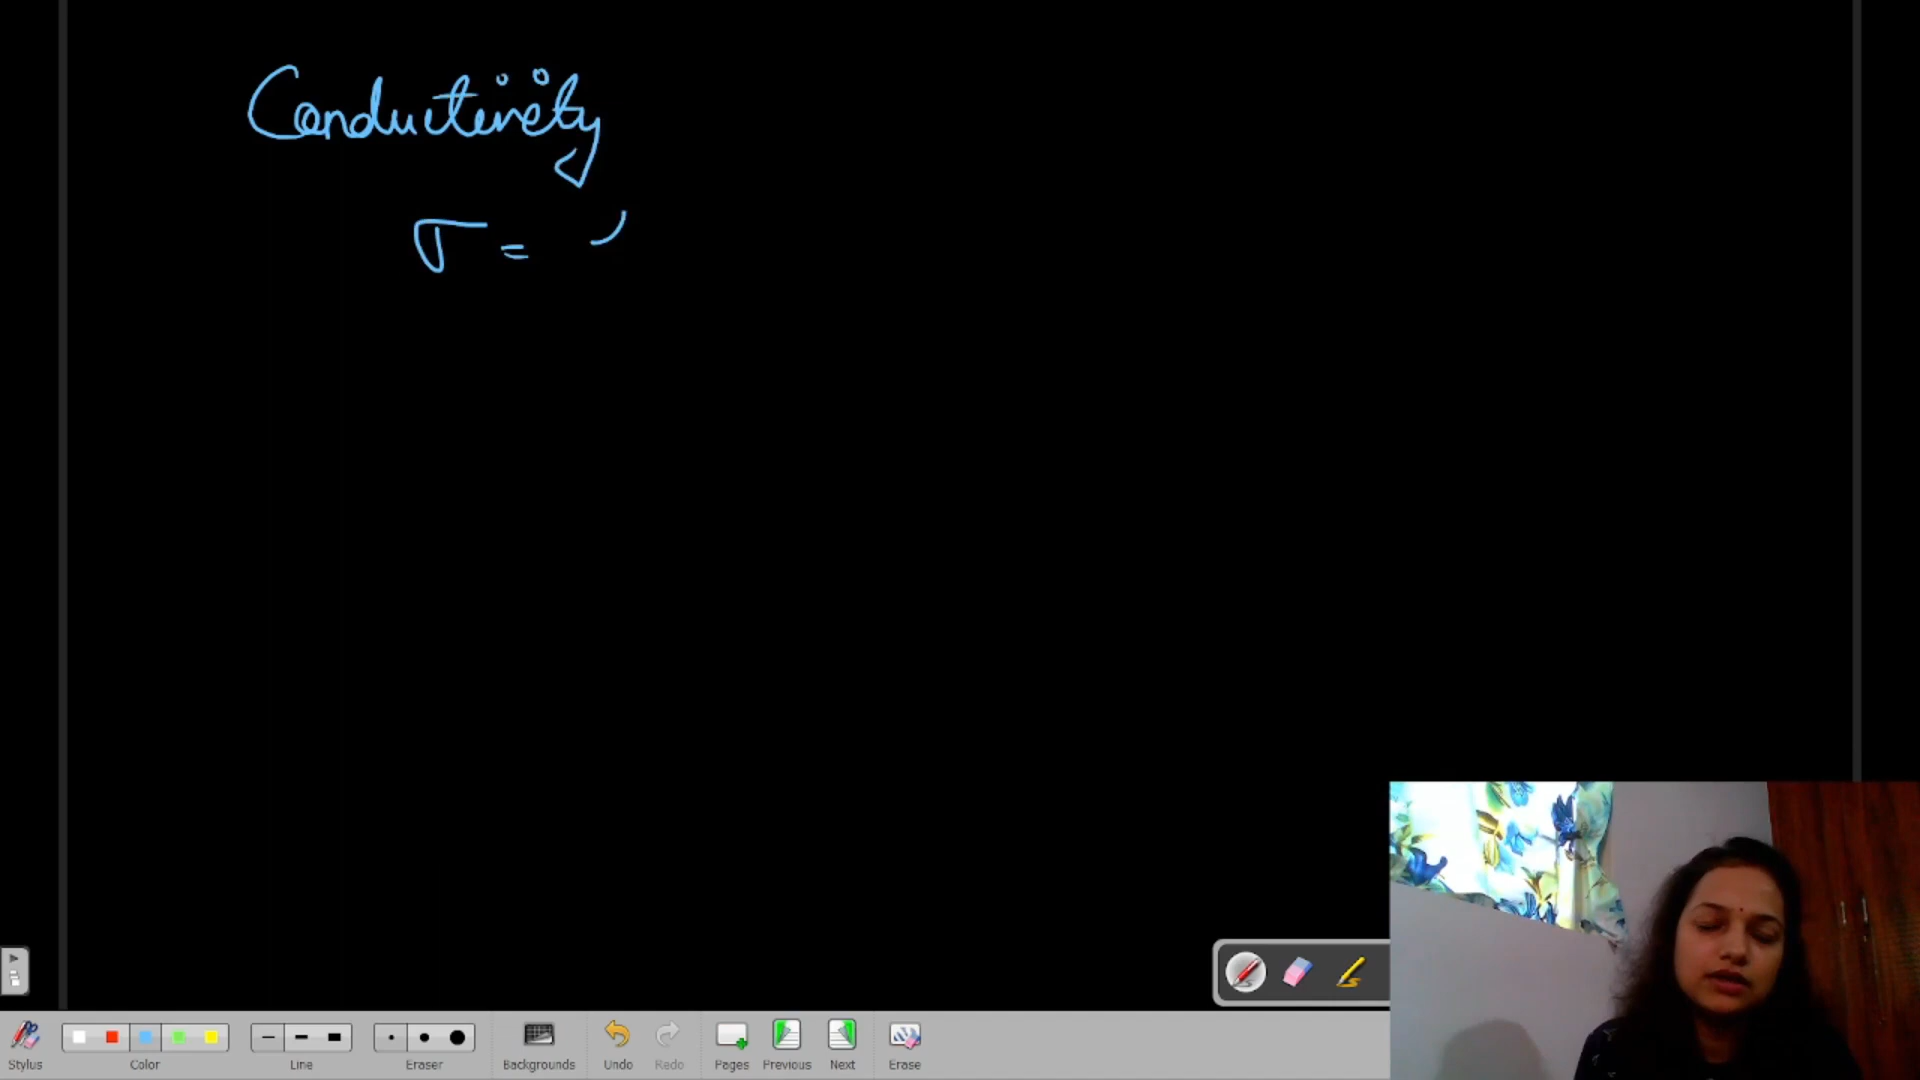 Conductivity
σ =
Stylus
Color
Line
Eraser
Backgrounds
Undo
Redo
Pages
Previous
Next
Erase